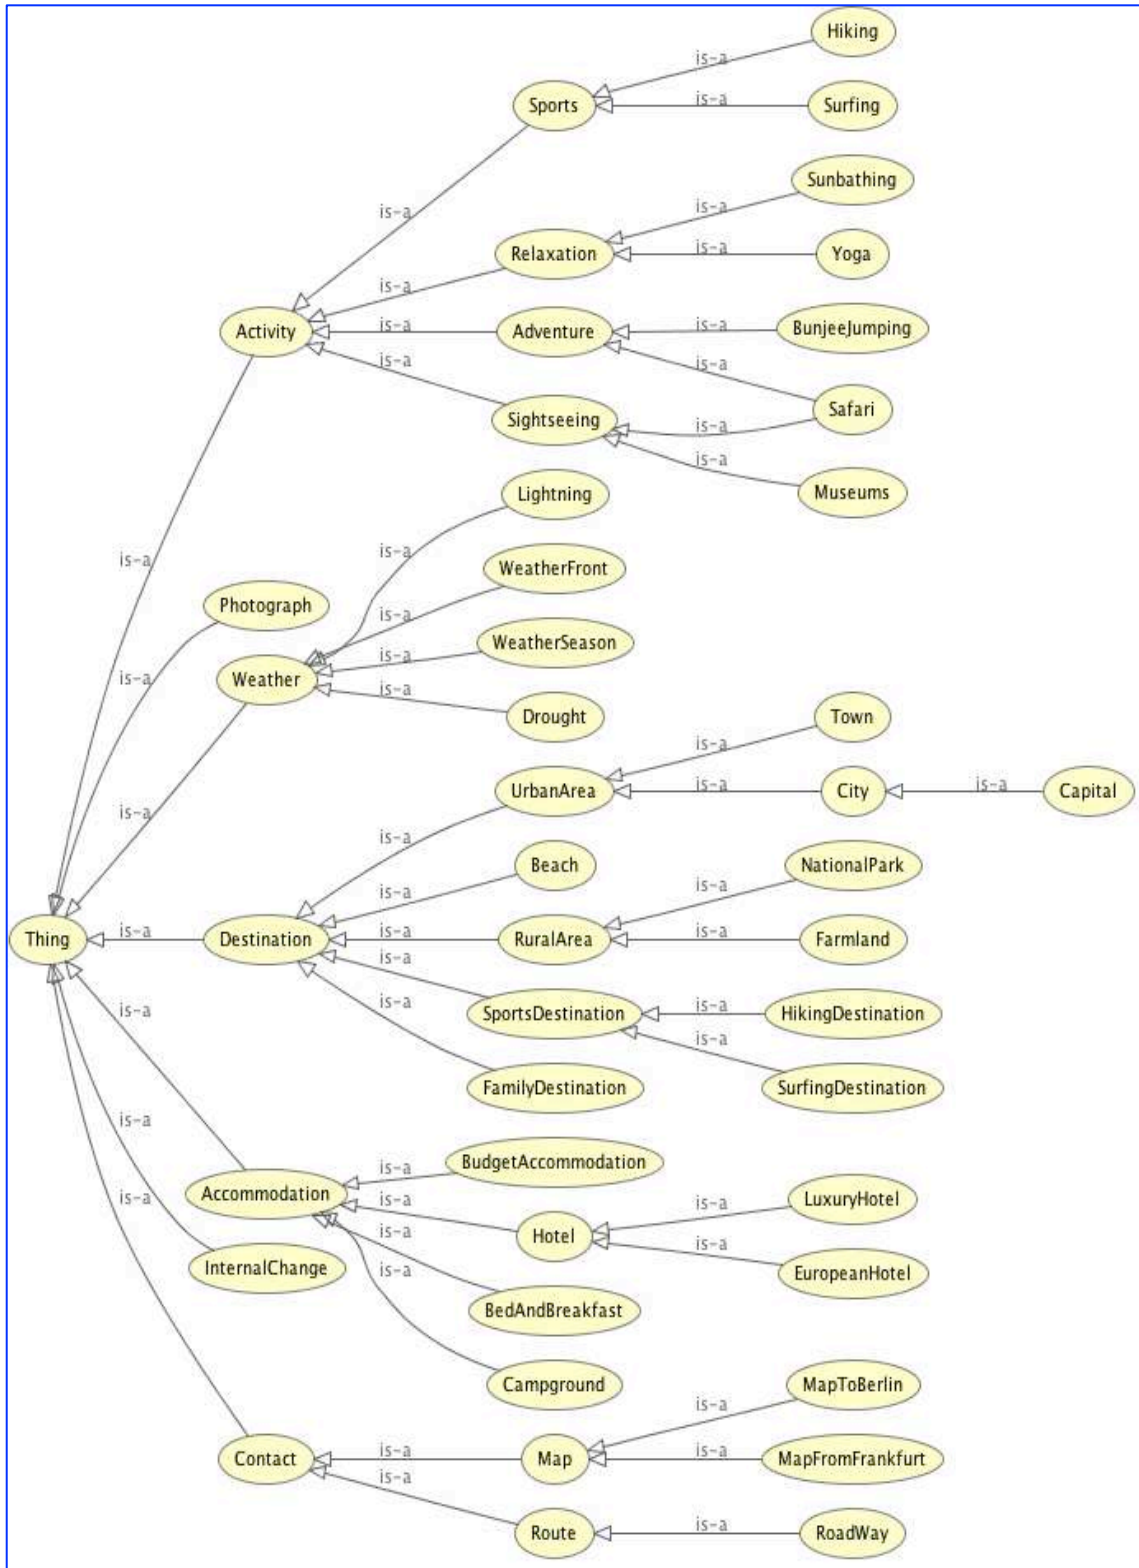 Hiking
is-a
Sports
is-a
Surfing
Sunbathing
is-a
is-a
Relaxation
is-a
Yoga
is-a
Activity
is-a
Adventure
is-a
BunjeeJumping
is-a
is-a
Safari
Sightseeing
is-a
is-a
Museums
Lightning
is-a
is-a
WeatherFront
Photograph
is-a
WeatherSeason
is-a
Weather
is-a
is-a
Drought
Town
is-a
UrbanArea
is-a
City
is-a
Capital
is-a
is-a
Beach
NationalPark
is-a
is-a
Thing
is-a
Destination
is-a
RuralArea
is-a
Farmland
is-a
is-a
SportsDestination
is-a
HikingDestination
is-a
is-a
FamilyDestination
SurfingDestination
is-a
is-a
BudgetAccommodation
Accommodation
is-a
is-a
LuxuryHotel
is-a
is-a
Hotel
is-a
InternalChange
is-a
EuropeanHotel
BedAndBreakfast
Campground
MapToBerlin
is-a
Contact
is-a
Map
is-a
MapFromFrankfurt
is-a
Route
is-a
RoadWay